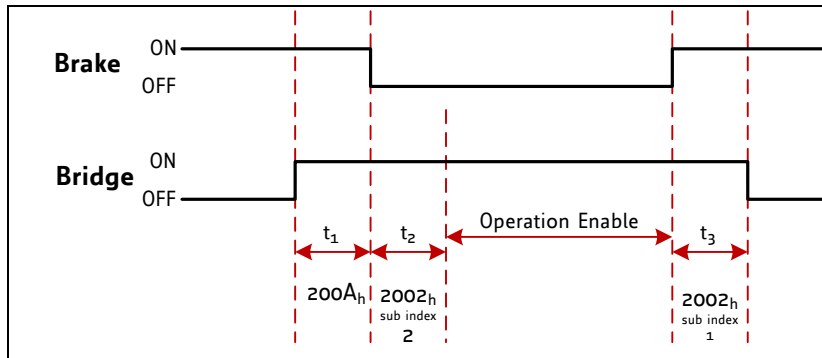 ON
Brake
OFF
ON
Bridge
OFF
t₁ t₂ Operation Enable t₃
200Aₕ 2002ₕ 2002ₕ
sub index sub index
2 1